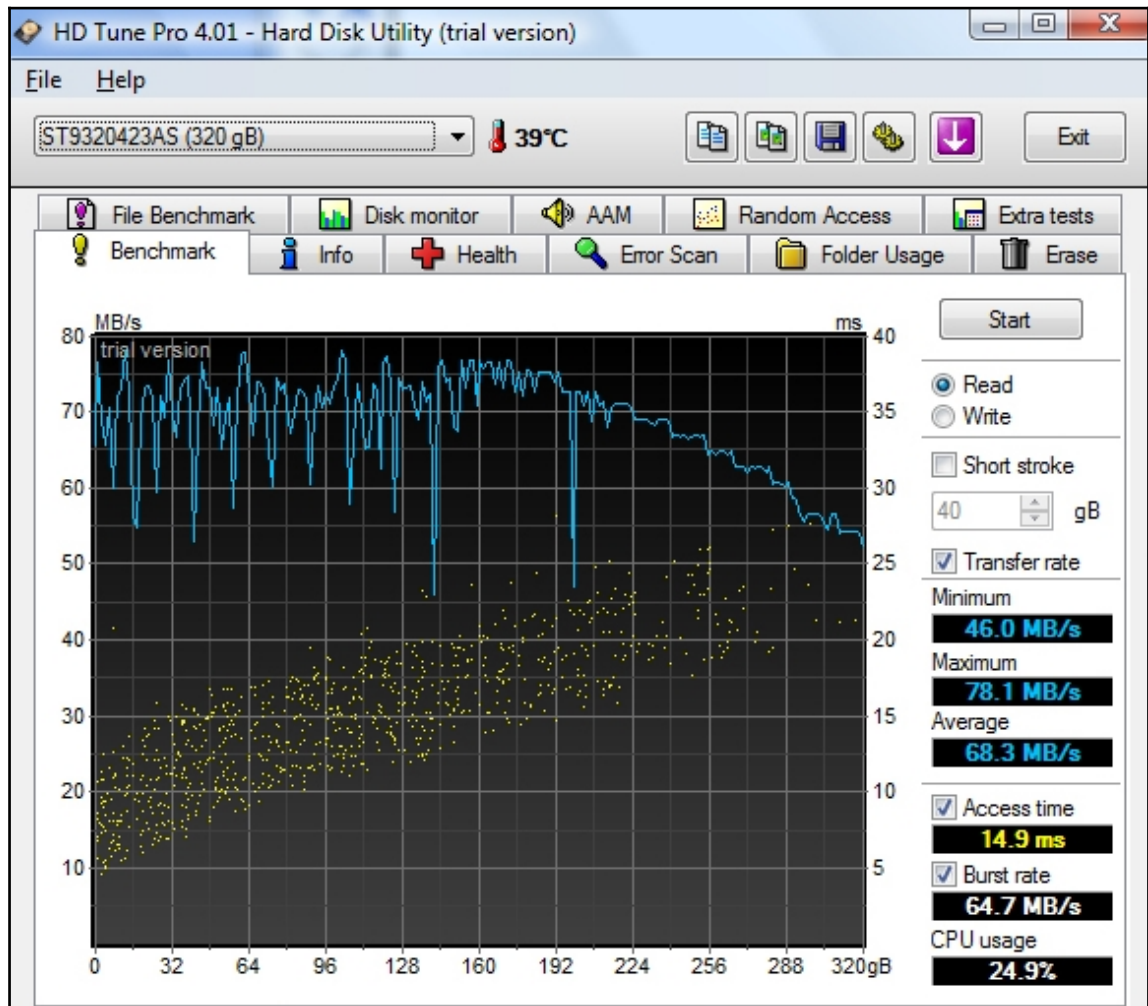 HD Tune Pro 4.01 - Hard Disk Utility (trial version)
File Help
ST9320423AS (320 gB) 39°C Exit
File Benchmark Disk monitor AAM Random Access Extra tests
Benchmark Info Health Error Scan Folder Usage Erase
MB/s ms
trial version
80
70
60
50
40
30
20
10
40
35
30
25
20
15
10
5
0 32 64 96 128 160 192 224 256 288 320gB
Start
Read
Write
Short stroke
40 gB
Transfer rate
Minimum
46.0 MB/s
Maximum
78.1 MB/s
Average
68.3 MB/s
Access time
14.9 ms
Burst rate
64.7 MB/s
CPU usage
24.9%